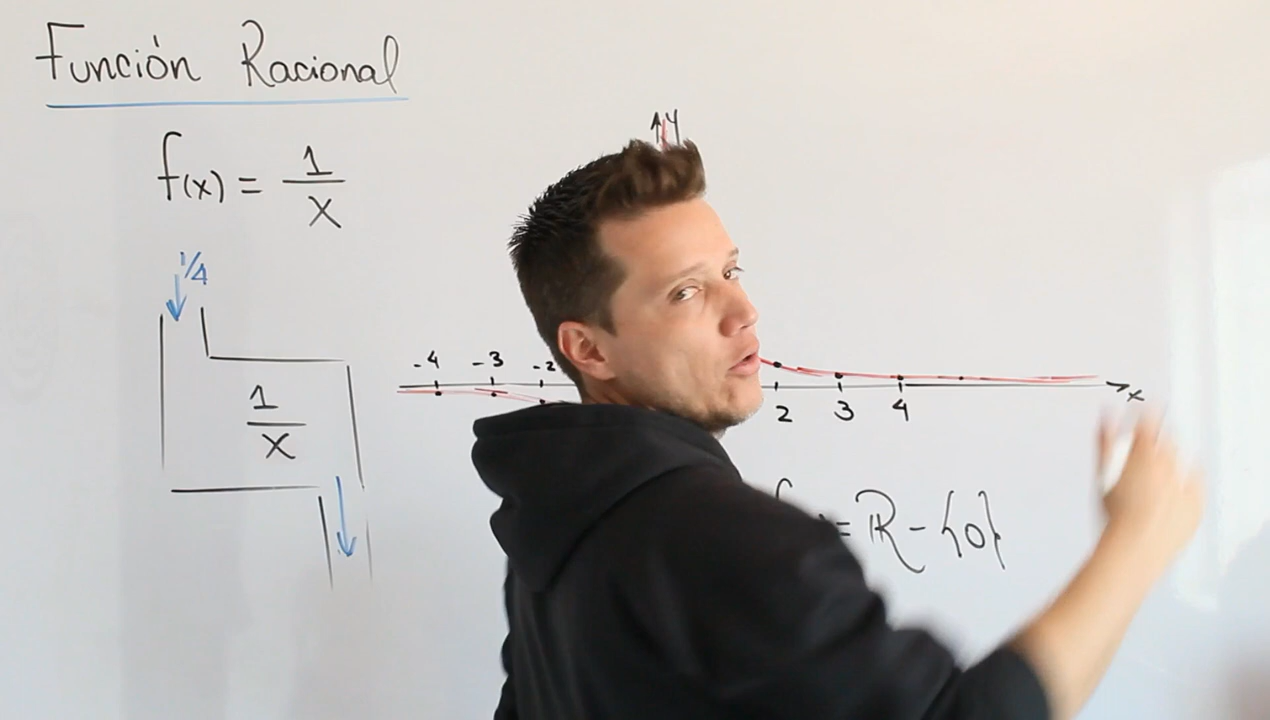 Función Racional
f(x) = 1/x
1/4
1/x
y
-4 -3 -2
2 3 4
x
= ℝ - {0}